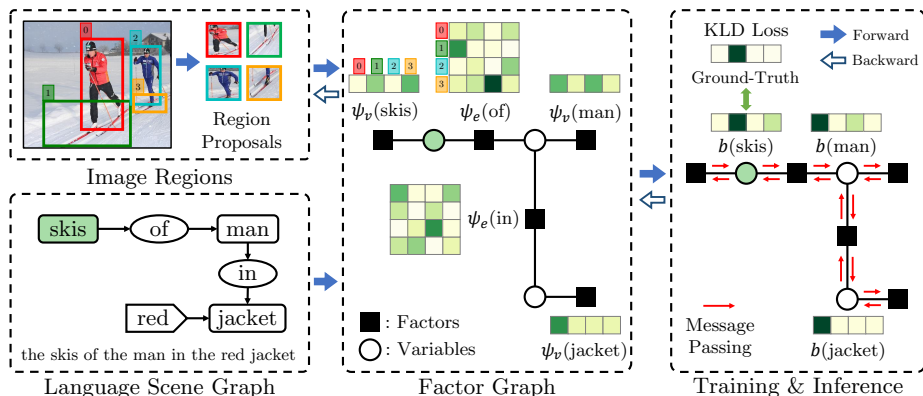 0
2
1
3
Region
Proposals
Image Regions
skis
of
man
in
red
jacket
the skis of the man in the red jacket
Language Scene Graph
0 1 2 3
0
1
2
3
ψv(skis)
ψe(of)
ψv(man)
ψe(in)
: Factors
: Variables
ψv(jacket)
Factor Graph
KLD Loss
Ground-Truth
Forward
Backward
b(skis)
b(man)
Message
Passing
b(jacket)
Training & Inference